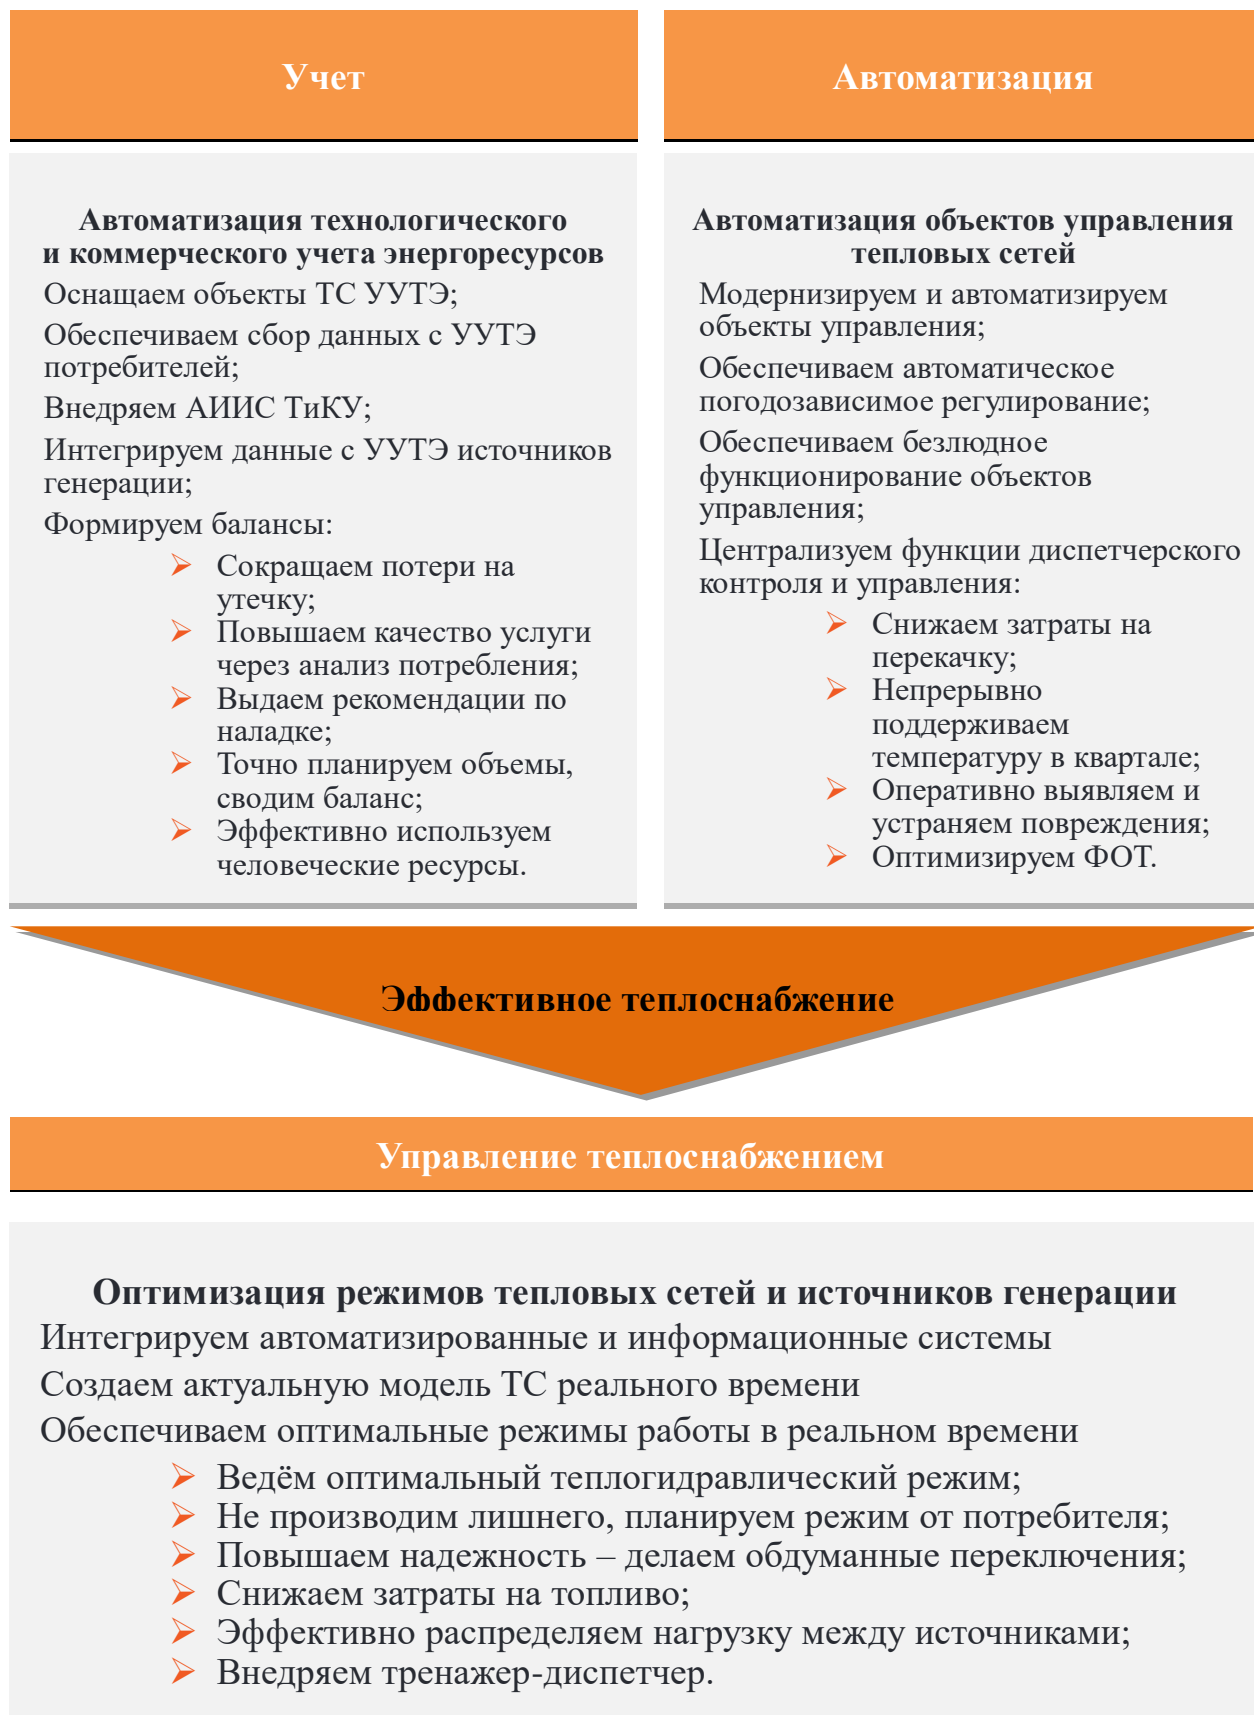 Учет
Автоматизация технологического
и коммерческого учета энергоресурсов
Оснащаем объекты ТС УУТЭ;
Обеспечиваем сбор данных с УУТЭ
потребителей;
Внедряем АИИС ТиКУ;
Интегрируем данные с УУТЭ источников
генерации;
Формируем балансы:
➢ Сокращаем потери на
утечку;
➢ Повышаем качество услуги
через анализ потребления;
➢ Выдаем рекомендации по
наладке;
➢ Точно планируем объемы,
сводим баланс;
➢ Эффективно используем
человеческие ресурсы.
Автоматизация
Автоматизация объектов управления
тепловых сетей
Модернизируем и автоматизируем
объекты управления;
Обеспечиваем автоматическое
погодозависимое регулирование;
Обеспечиваем безлюдное
функционирование объектов
управления;
Централизуем функции диспетчерского
контроля и управления:
➢ Снижаем затраты на
перекачку;
➢ Непрерывно
поддерживаем
температуру в квартале;
➢ Оперативно выявляем и
устраняем повреждения;
➢ Оптимизируем ФОТ.
Эффективное теплоснабжение
Управление теплоснабжением
Оптимизация режимов тепловых сетей и источников генерации
Интегрируем автоматизированные и информационные системы
Создаем актуальную модель ТС реального времени
Обеспечиваем оптимальные режимы работы в реальном времени
➢ Ведём оптимальный теплогидравлический режим;
➢ Не производим лишнего, планируем режим от потребителя;
➢ Повышаем надежность – делаем обдуманные переключения;
➢ Снижаем затраты на топливо;
➢ Эффективно распределяем нагрузку между источниками;
➢ Внедряем тренажер-диспетчер.